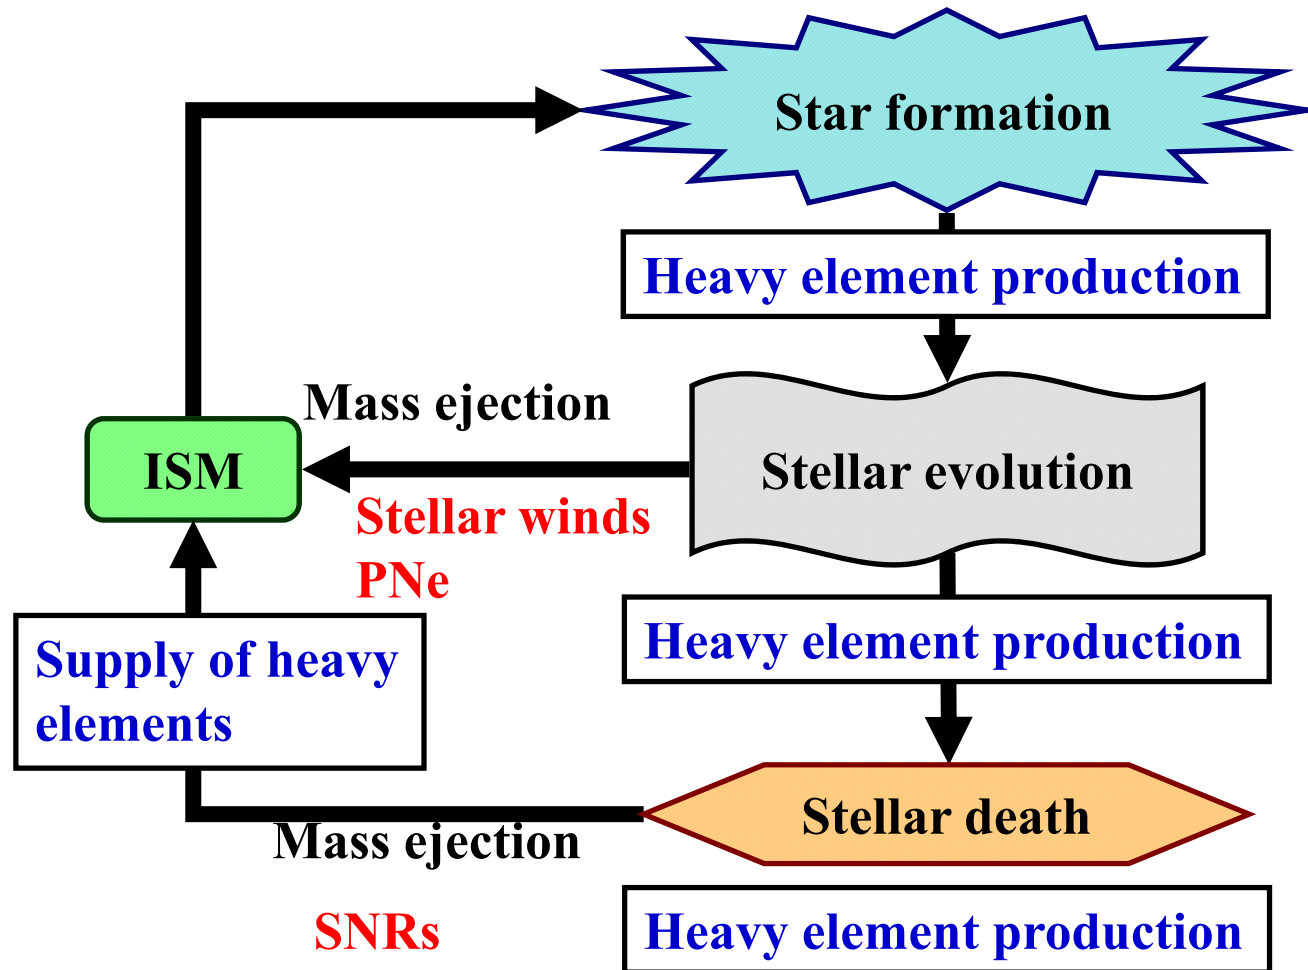 Star formation
Heavy element production
Mass ejection
ISM
Stellar evolution
Stellar winds
PNe
Heavy element production
Supply of heavy
elements
Stellar death
Mass ejection
SNRs
Heavy element production